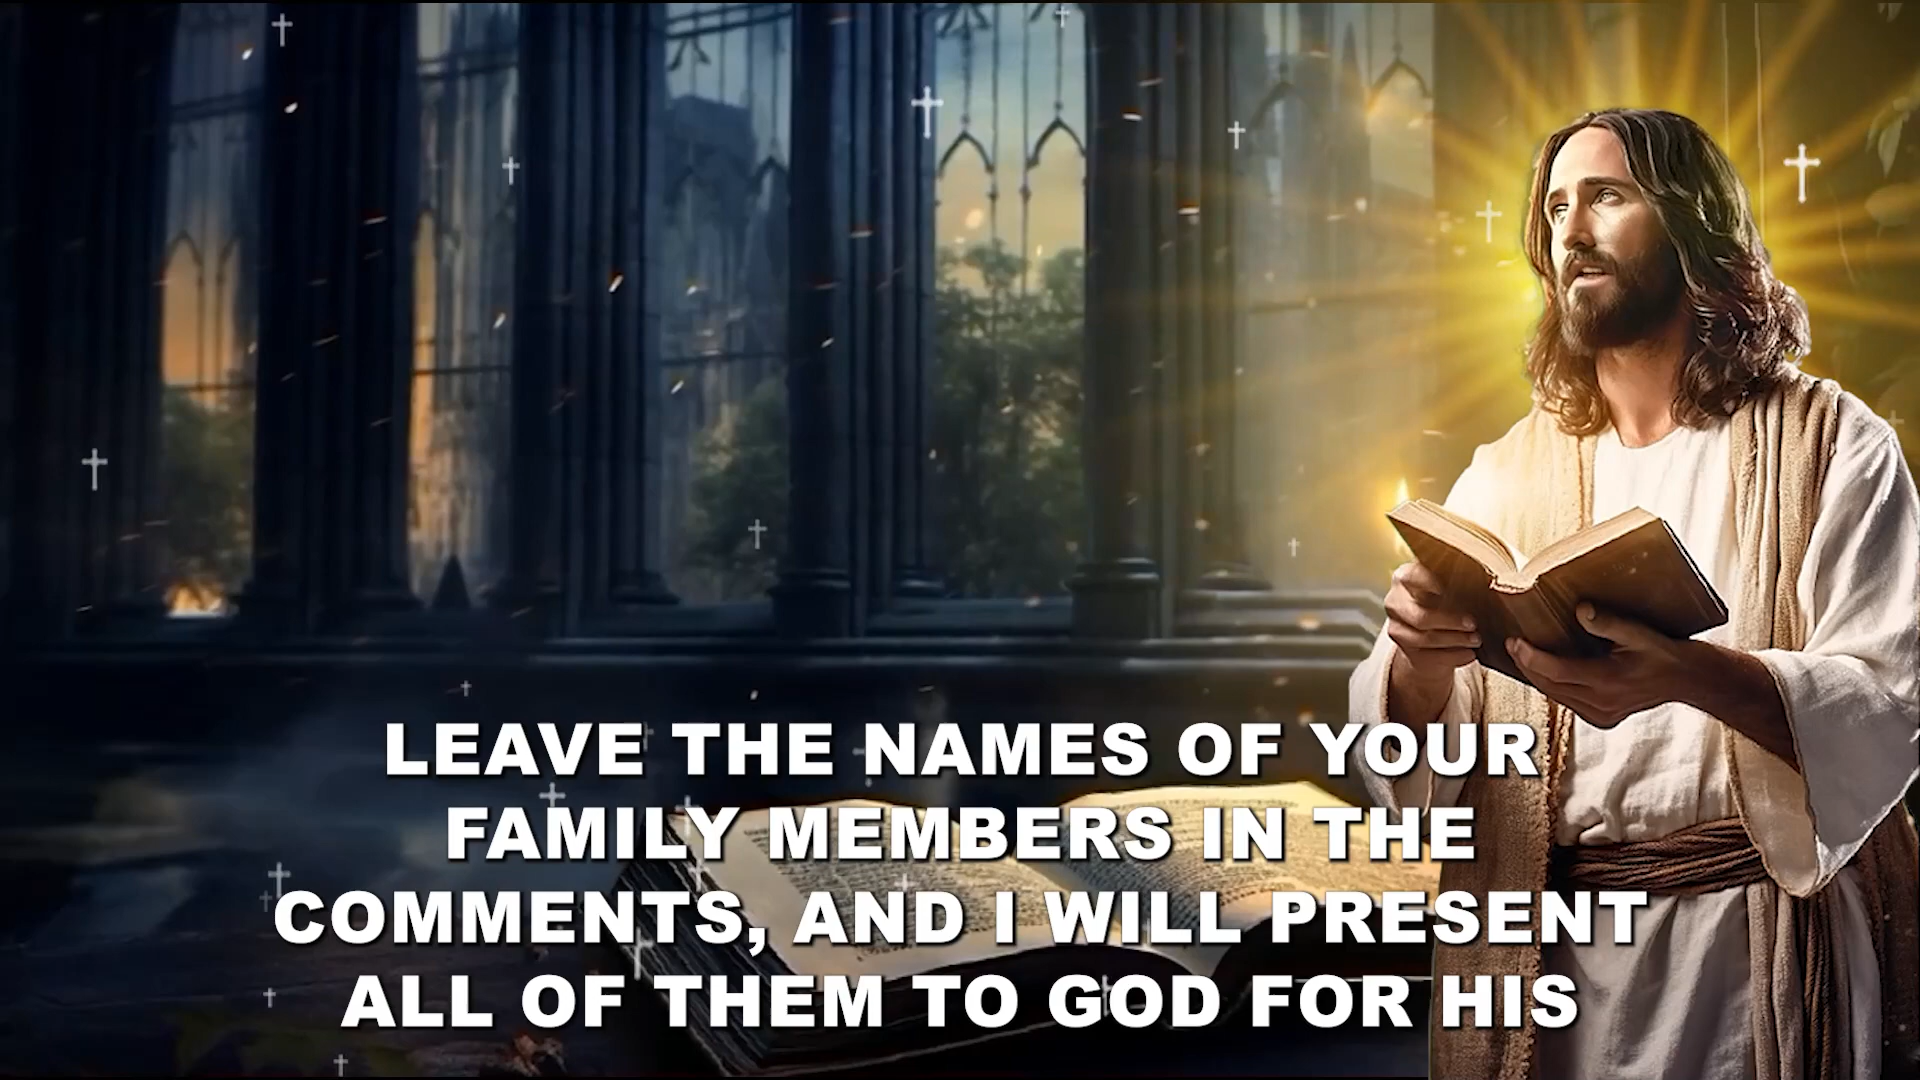 LEAVE THE NAMES OF YOUR
FAMILY MEMBERS IN THE
COMMENTS, AND I WILL PRESENT
ALL OF THEM TO GOD FOR HIS